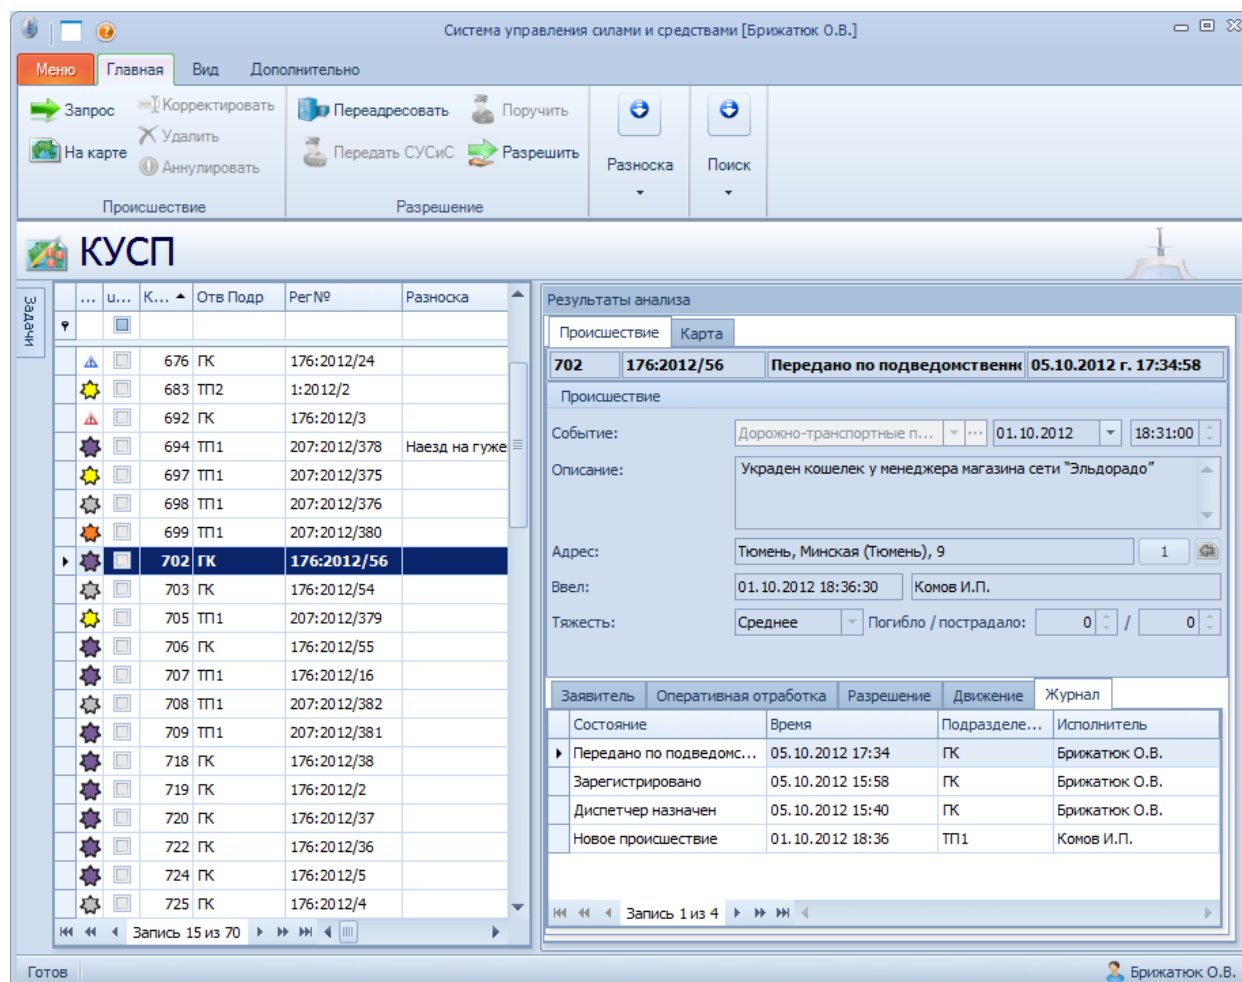 Система управления силами и средствами [Брижатюк О.В.]
Меню Главная Вид Дополнительно
Запрос Корректировать Переадресовать Поручить
Удалить
На карте Передать СУСиС Разрешить
Аннулировать Разноска Поиск
Происшествие Разрешение
КУСП
Задачи
... u... К... Отв Подр Рег№ Разноска
676 ГК 176:2012/24
683 ТП2 1:2012/2
692 ГК 176:2012/3
694 ТП1 207:2012/378 Наезд на гуже
697 ТП1 207:2012/375
698 ТП1 207:2012/376
699 ТП1 207:2012/380
702 ГК 176:2012/56
703 ГК 176:2012/54
705 ТП1 207:2012/379
706 ГК 176:2012/55
707 ТП1 176:2012/16
708 ТП1 207:2012/382
709 ТП1 207:2012/381
718 ГК 176:2012/38
719 ГК 176:2012/2
720 ГК 176:2012/37
722 ГК 176:2012/36
724 ГК 176:2012/5
725 ГК 176:2012/4
Запись 15 из 70
Результаты анализа
Происшествие Карта
702 176:2012/56 Передано по подведомственн 05.10.2012 г. 17:34:58
Происшествие
Событие: Дорожно-транспортные п... ... 01.10.2012 18:31:00
Описание: Украден кошелек у менеджера магазина сети "Эльдорадо"
Адрес: Тюмень, Минская (Тюмень), 9 1
Ввел: 01.10.2012 18:36:30 Комов И.П.
Тяжесть: Среднее Погибло / пострадало: 0 / 0
Заявитель Оперативная отработка Разрешение Движение Журнал
Состояние Время Подразделе... Исполнитель
Передано по подведомс... 05.10.2012 17:34 ГК Брижатюк О.В.
Зарегистрировано 05.10.2012 15:58 ГК Брижатюк О.В.
Диспетчер назначен 05.10.2012 15:40 ГК Брижатюк О.В.
Новое происшествие 01.10.2012 18:36 ТП1 Комов И.П.
Запись 1 из 4
Готов Брижатюк О.В.